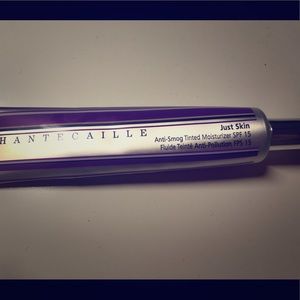 HANTECAILLE
Just Skin
Anti-Smog Tinted Moisturizer SPF 15
Fluide Teinté Anti-Pollution FPS 15